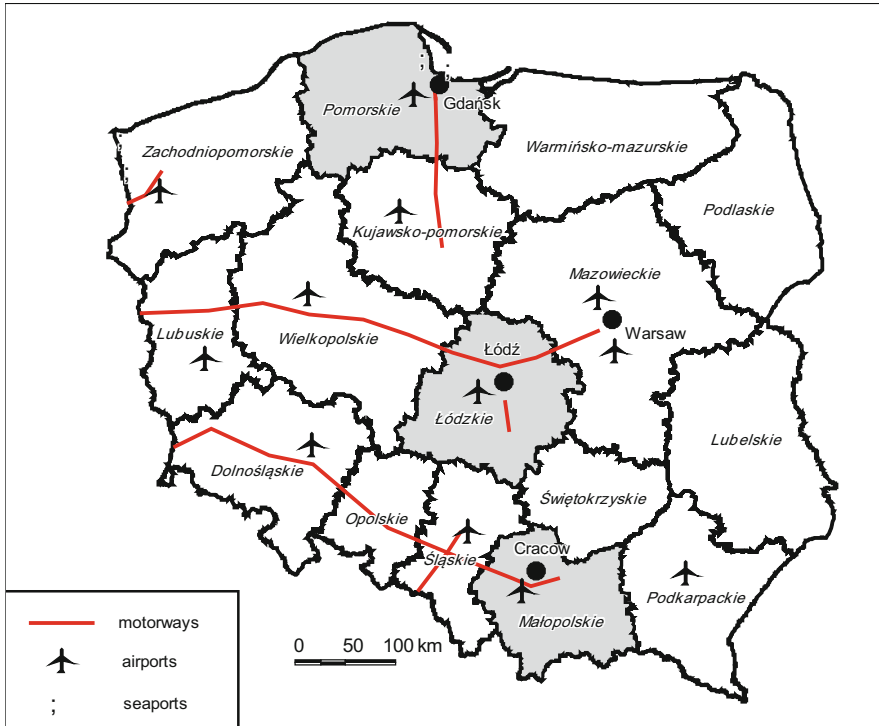 Gdańsk
Pomorskie
Zachodniopomorskie
Warmińsko-mazurskie
Podlaskie
Kujawsko-pomorskie
Mazowieckie
Lubuskie
Wielkopolskie
Warsaw
Łódź
Łódzkie
Lubelskie
Dolnośląskie
Świętokrzyskie
Opolskie
Cracow
Śląskie
Podkarpackie
Małopolskie
motorways
airports
; seaports
0 50 100 km